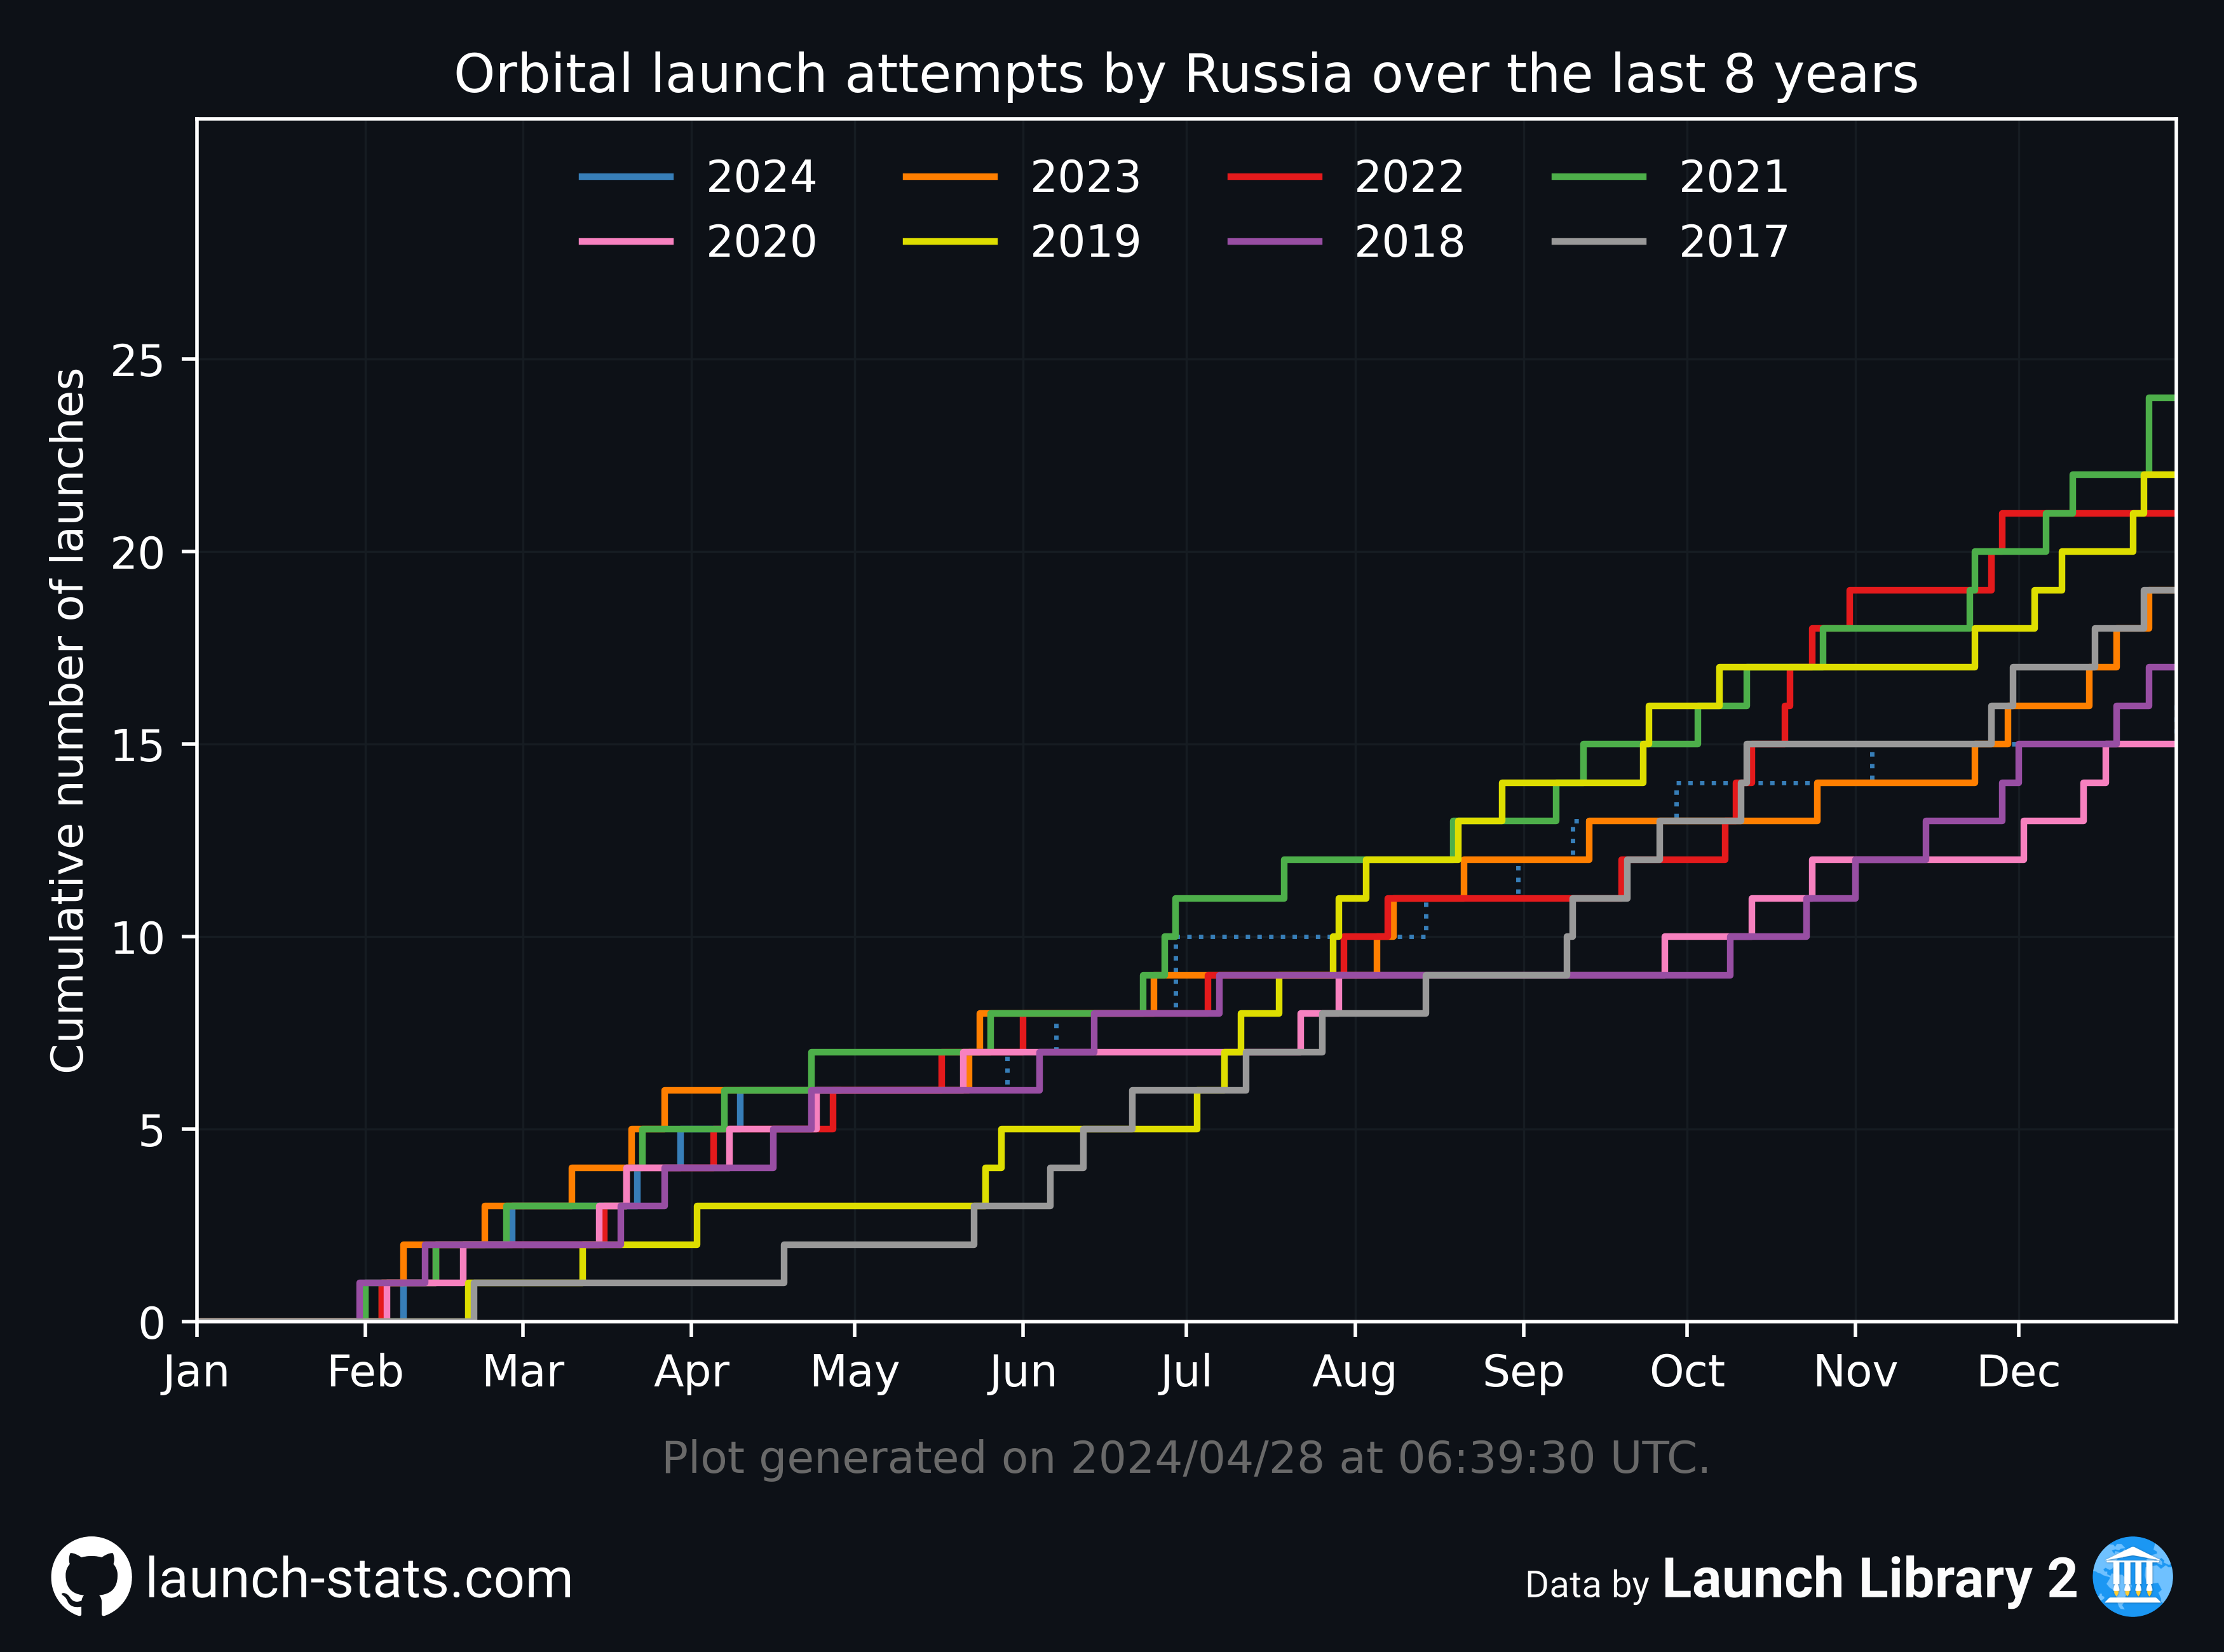 Orbital launch attempts by Russia over the last 8 years
2024 2023 2022 2021
2020 2019 2018 2017
Cumulative number of launches
25
20
15
10
5
0
Jan Feb Mar Apr May Jun Jul Aug Sep Oct Nov Dec
Plot generated on 2024/04/28 at 06:39:30 UTC.
launch-stats.com
Data by Launch Library 2